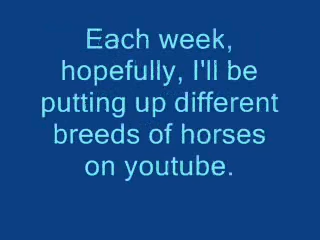 Each week,
hopefully, I'll be
putting up different
breeds of horses
on youtube.